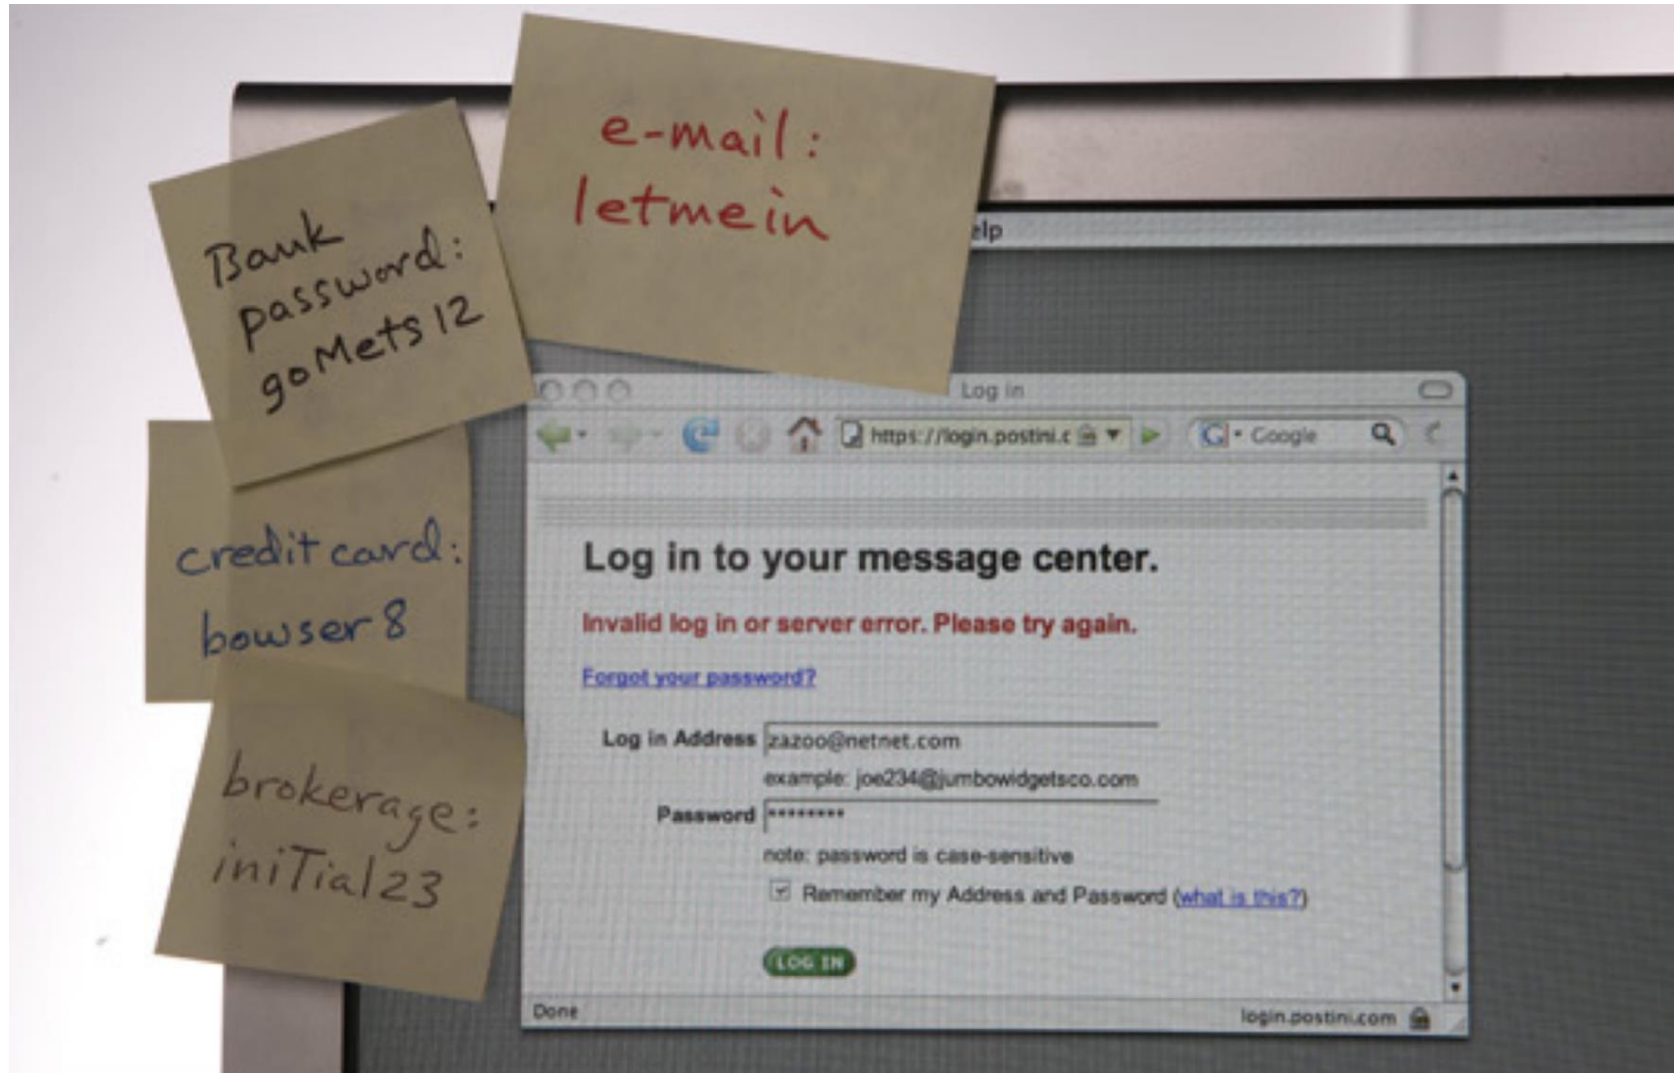 e-mail:
letmein
Bank
password:
goMets12
credit card:
bowser8
brokerage:
iniTial23
elp
Log in
https://login.postini.c
Google
Log in to your message center.
Invalid log in or server error. Please try again.
Forgot your password?
Log in Address zazoo@netnet.com
example: joe234@jumbowidgetsco.com
Password ********
note: password is case-sensitive
Remember my Address and Password (what is this?)
LOG IN
Done
login.postini.com